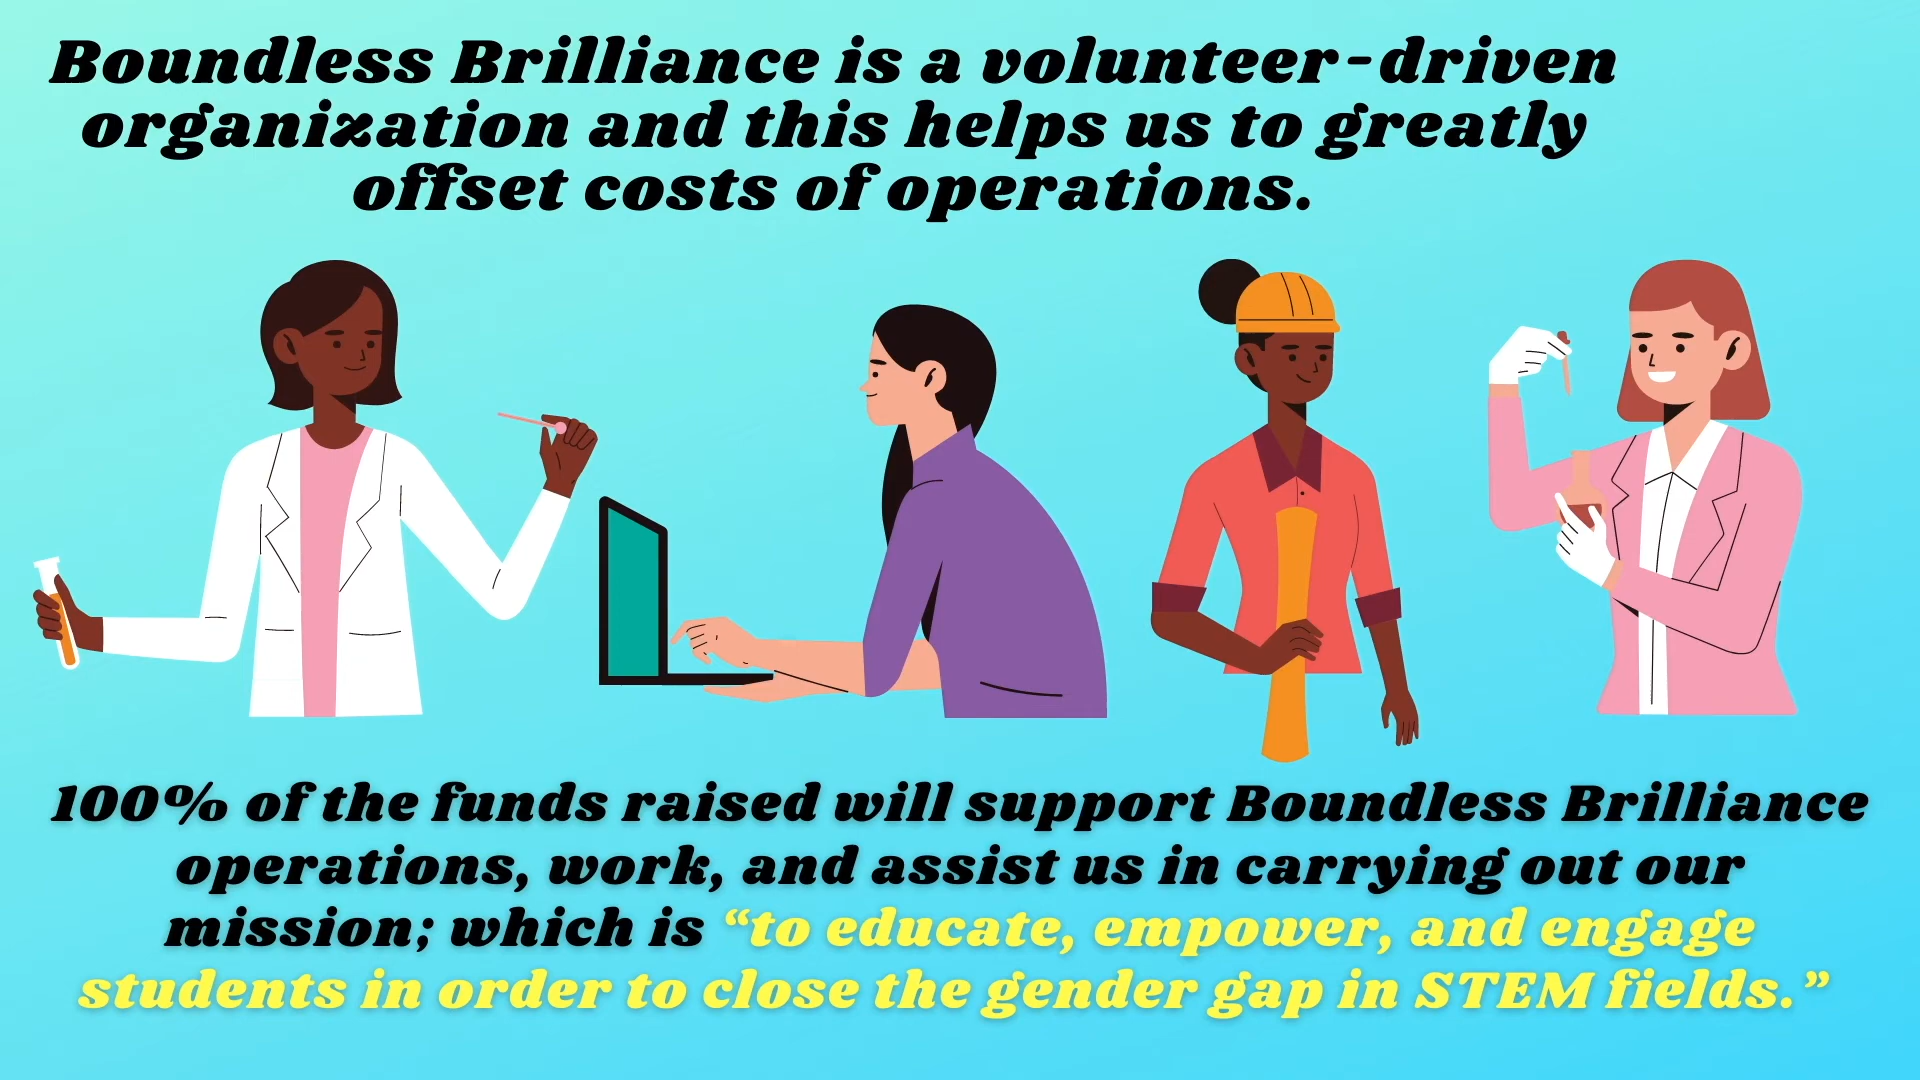 Boundless Brilliance is a volunteer-driven
organization and this helps us to greatly
offset costs of operations.
100% of the funds raised will support Boundless Brilliance
operations, work, and assist us in carrying out our
mission; which is “to educate, empower, and engage
students in order to close the gender gap in STEM fields.”